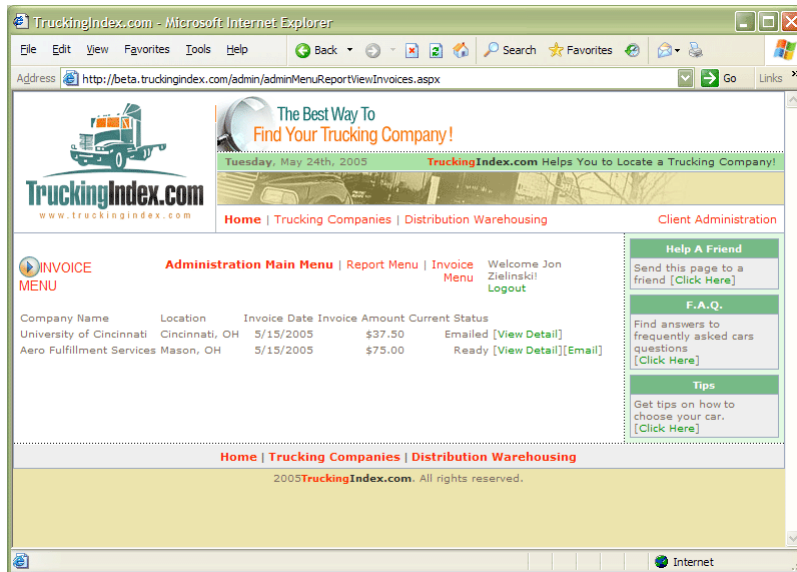 TruckingIndex.com - Microsoft Internet Explorer
File Edit View Favorites Tools Help Back Search Favorites
Address http://beta.truckingindex.com/admin/adminMenuReportViewInvoices.aspx Go Links »
TruckingIndex.com
www.truckingindex.com
The Best Way To
Find Your Trucking Company!
Tuesday, May 24th, 2005 TruckingIndex.com Helps You to Locate a Trucking Company!
Home | Trucking Companies | Distribution Warehousing Client Administration
INVOICE
MENU
Administration Main Menu | Report Menu | Invoice
Menu
Welcome Jon
Zielinski!
Logout
Company Name Location Invoice Date Invoice Amount Current Status
University of Cincinnati Cincinnati, OH 5/15/2005 $37.50 Emailed [View Detail]
Aero Fulfillment Services Mason, OH 5/15/2005 $75.00 Ready [View Detail][Email]
Help A Friend
Send this page to a
friend [Click Here]
F.A.Q.
Find answers to
frequently asked cars
questions
[Click Here]
Tips
Get tips on how to
choose your car.
[Click Here]
Home | Trucking Companies | Distribution Warehousing
2005TruckingIndex.com. All rights reserved.
Internet